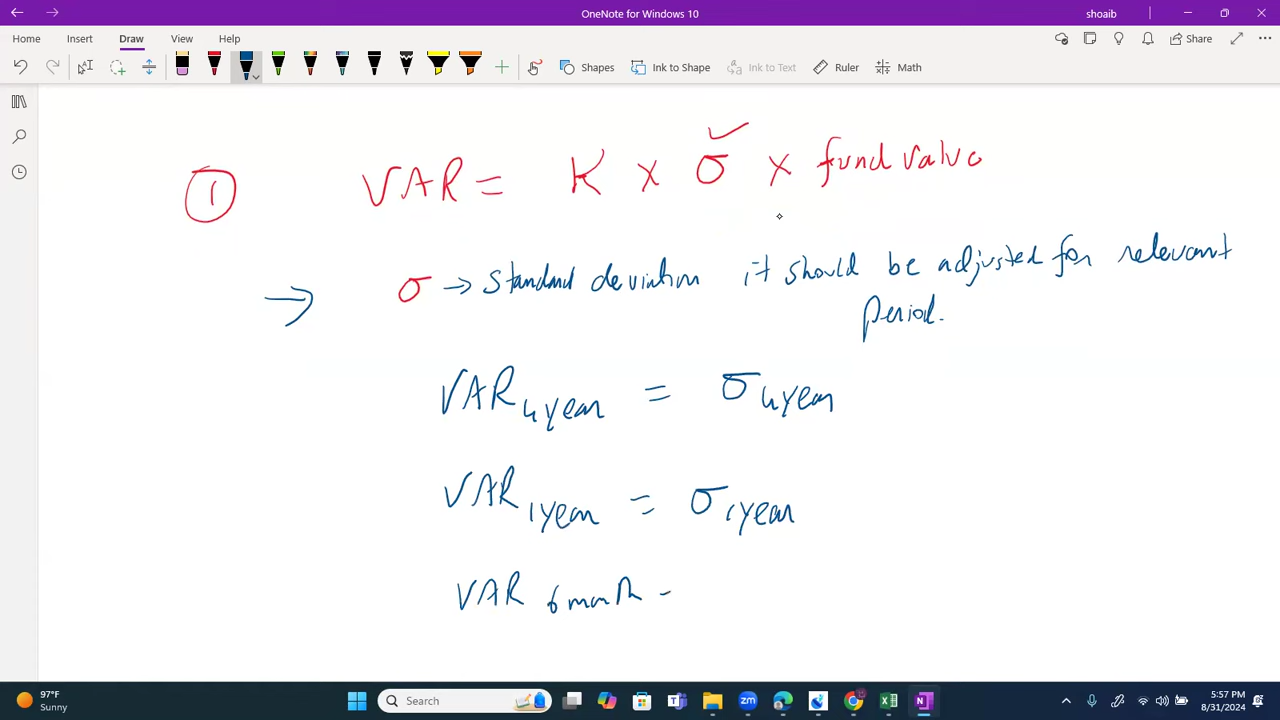 OneNote for Windows 10
shoaib
Home Insert Draw View Help
Share
Shapes Ink to Shape Ink to Text Ruler Math
① VAR = K × σ × fund value
→ σ → Standard deviation it should be adjusted for relevant
period.
VAR 4year = σ 4year
VAR 1year = σ 1year
VAR 6 month -
97°F
Sunny
Search
5:57 PM
8/31/2024